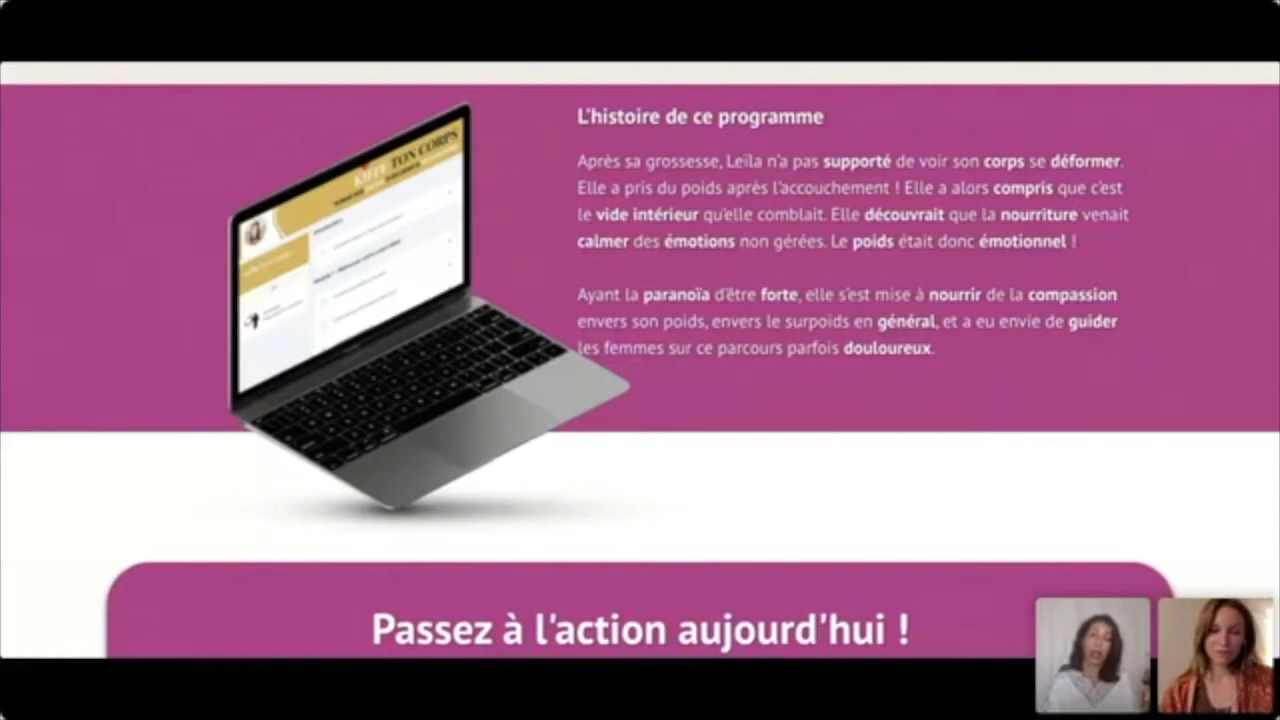 L'histoire de ce programme
Après sa grossesse, Leïla n'a pas supporté de voir son corps se déformer.
Elle a pris du poids après l'accouchement ! Elle a alors compris que c'est
le vide intérieur qu'elle comblait. Elle découvrait que la nourriture venait
calmer des émotions non gérées. Le poids était donc émotionnel !
Ayant la paranoïa d'être forte, elle s'est mise à nourrir de la compassion
envers son poids, envers le surpoids en général, et a eu envie de guider
les femmes sur ce parcours parfois douloureux.
TON CORPS
Passez à l'action aujourd'hui !